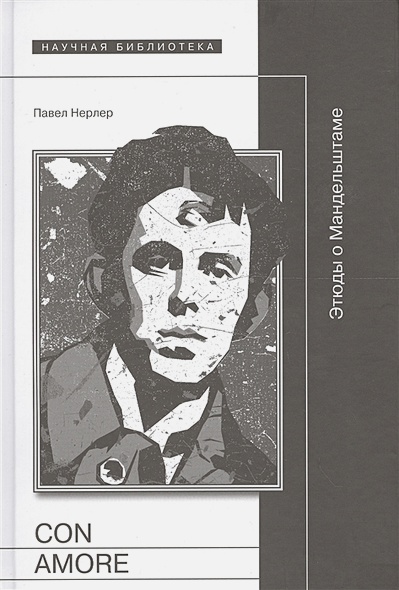 НАУЧНАЯ БИБЛИОТЕКА
Павел Нерлер
Этюды о Мандельштаме
CON
AMORE